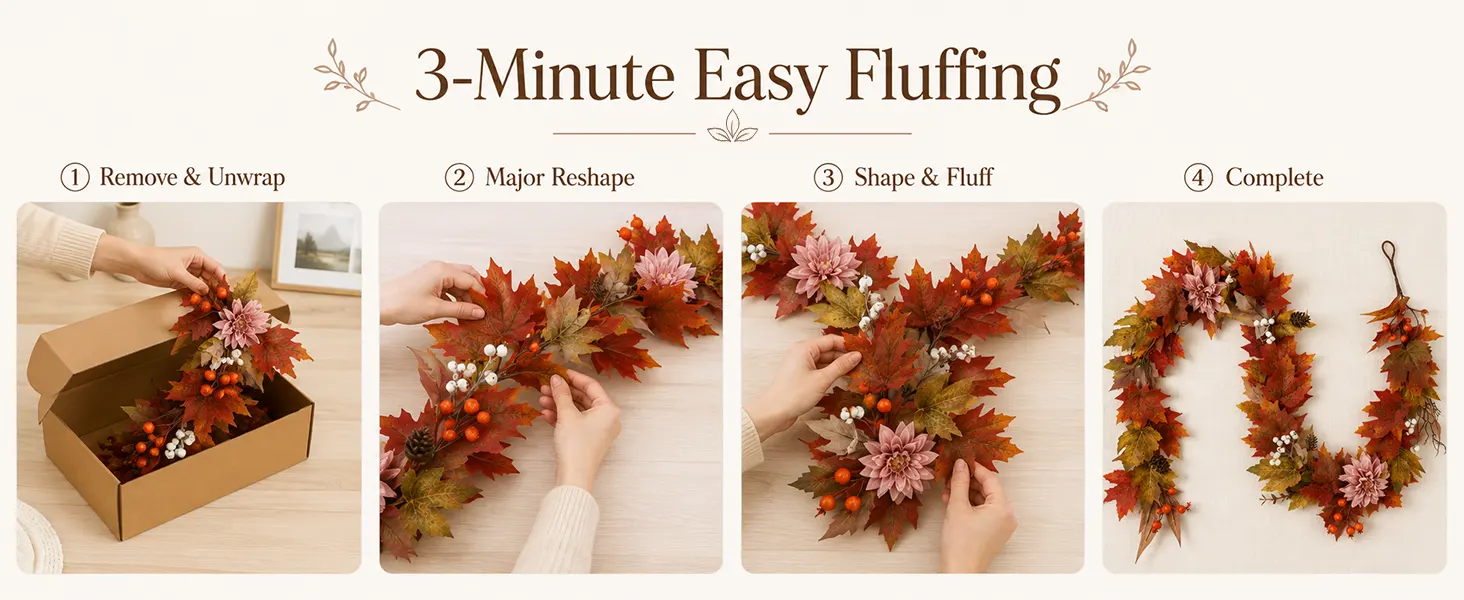 3-Minute Easy Fluffing
1 Remove & Unwrap
2 Major Reshape
3 Shape & Fluff
4 Complete